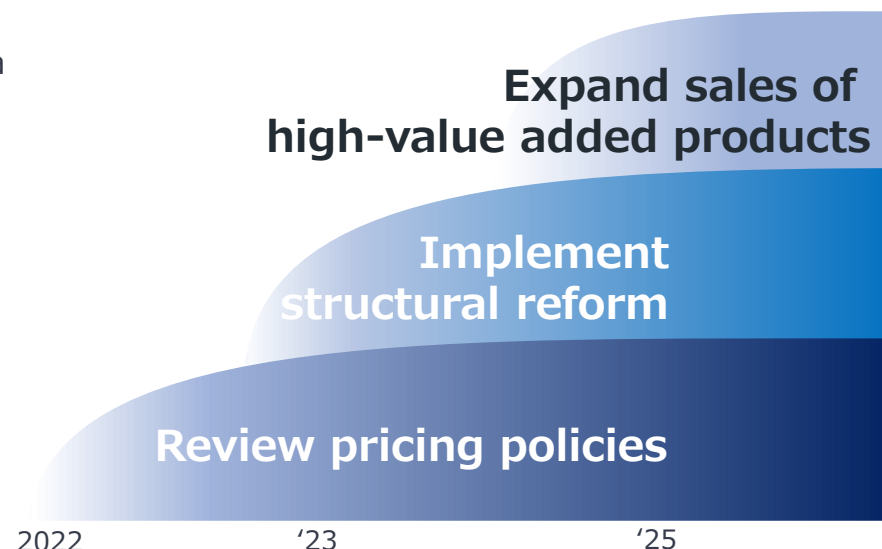 Expand sales of
high-value added products
Implement
structural reform
Review pricing policies
2022 ‘23 ‘25